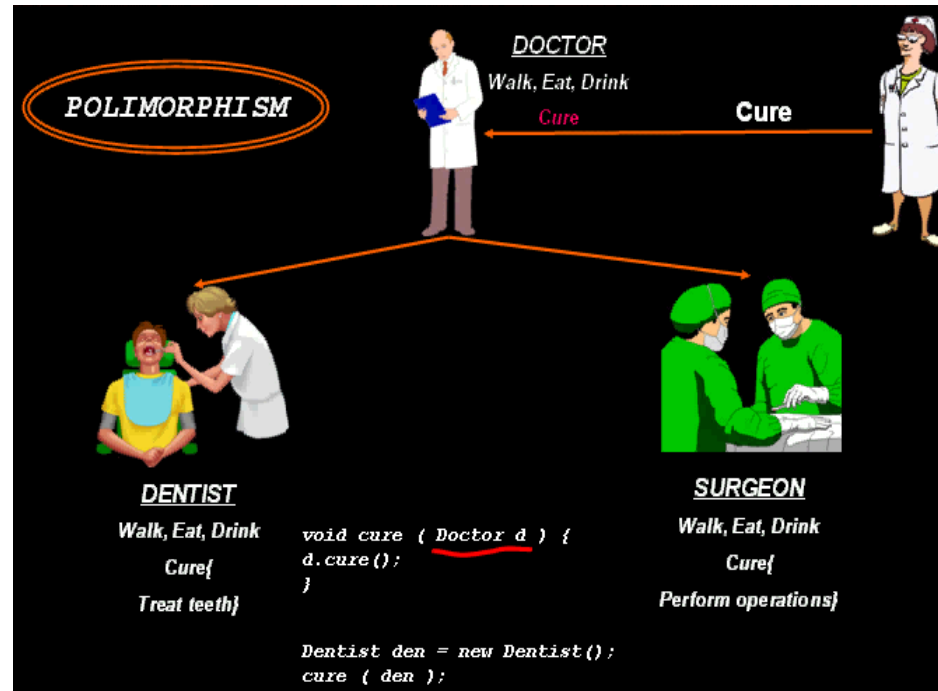 POLIMORPHISM
DOCTOR
Walk, Eat, Drink
Cure
Cure
DENTIST
Walk, Eat, Drink
Cure{
Treat teeth}
void cure ( Doctor d ) {
d.cure();
}
Dentist den = new Dentist();
cure ( den );
SURGEON
Walk, Eat, Drink
Cure{
Perform operations}